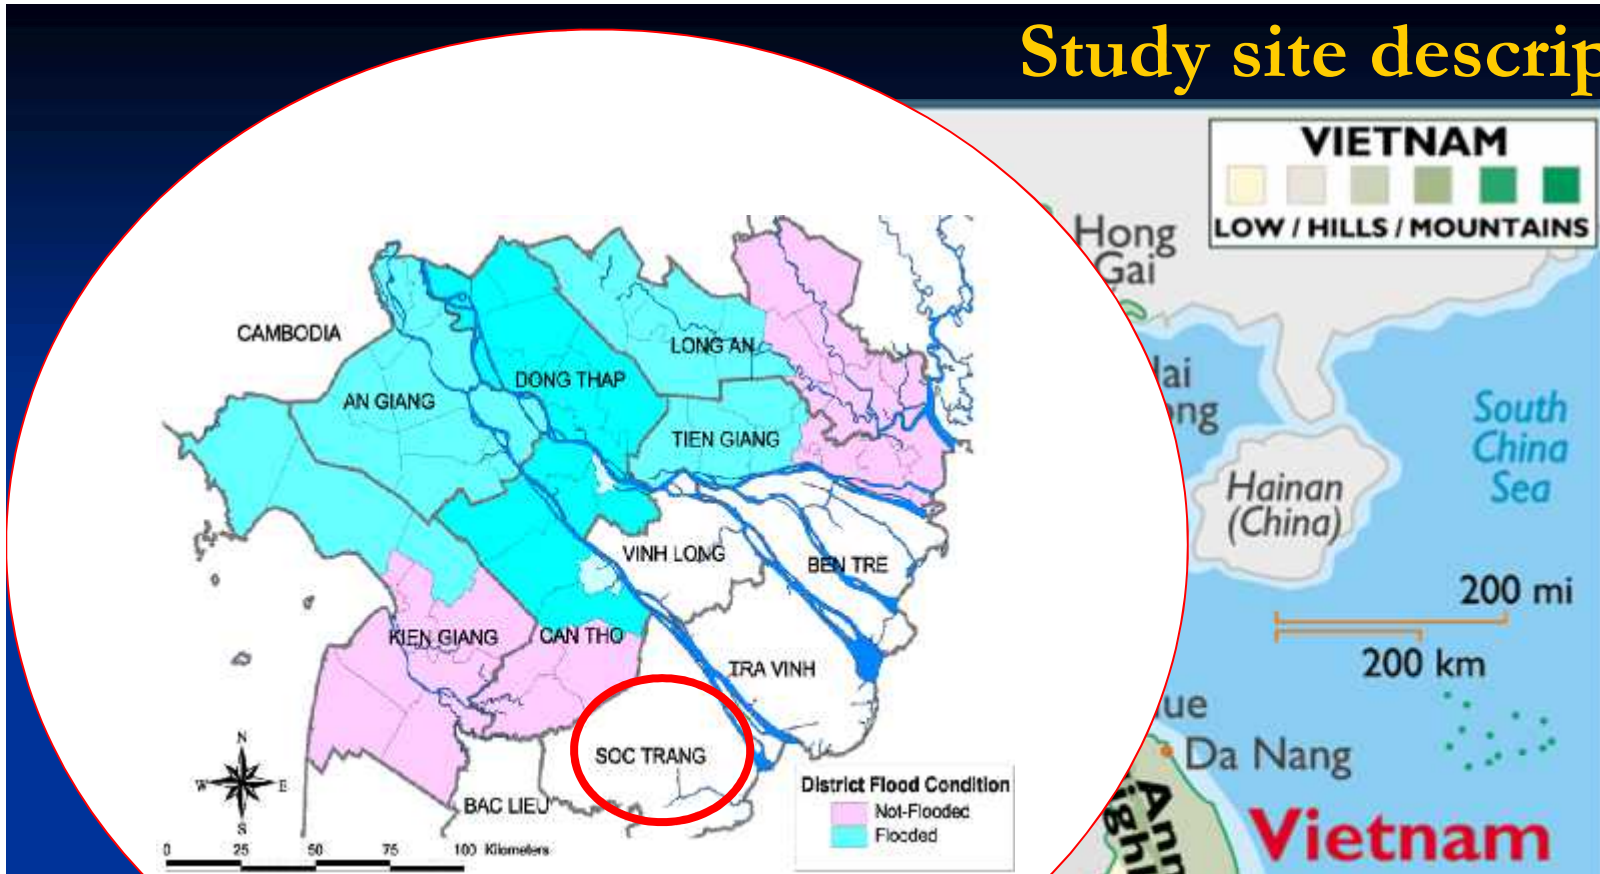 Study site descrip
VIETNAM
LOW / HILLS / MOUNTAINS
Hong
Gai
South
China
Sea
Hainan
(China)
200 mi
200 km
Da Nang
Vietnam
CAMBODIA
LONG AN
DONG THAP
AN GIANG
TIEN GIANG
VINH LONG
BEN TRE
KIEN GIANG
CAN THO
TRA VINH
SOC TRANG
BAC LIEU
N
W
E
S
District Flood Condition
Not-Flooded
Flooded
0 25 50 75 100 Kilometers